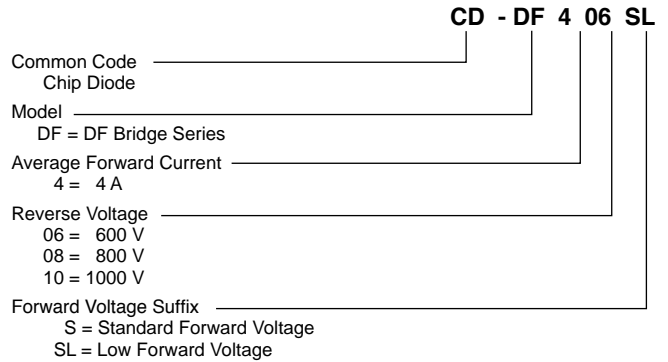 CD - DF 4 06 SL
Common Code
Chip Diode
Model
DF = DF Bridge Series
Average Forward Current
4 = 4 A
Reverse Voltage
06 = 600 V
08 = 800 V
10 = 1000 V
Forward Voltage Suffix
S = Standard Forward Voltage
SL = Low Forward Voltage